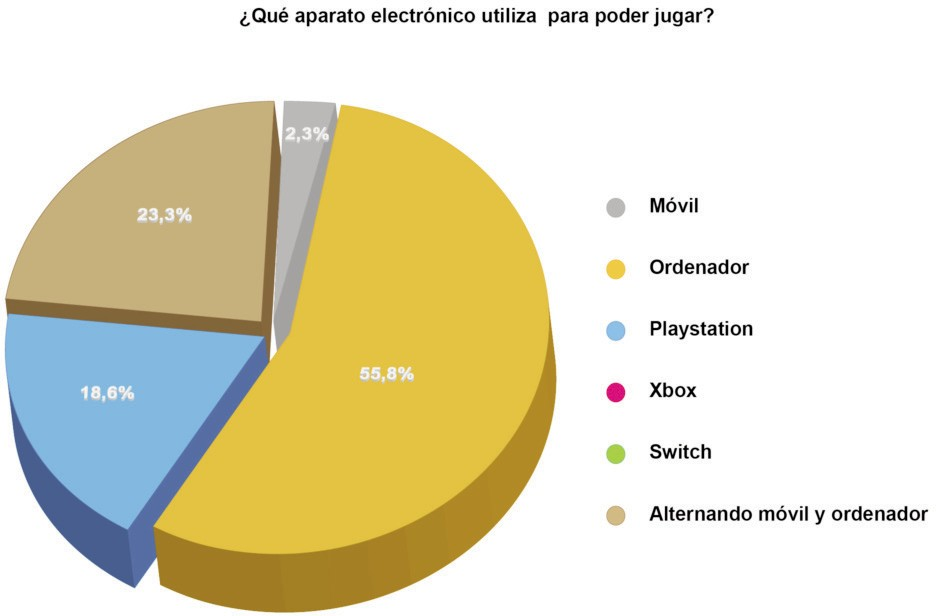 ¿Qué aparato electrónico utiliza  para poder jugar?
2,3%
23,3%
55,8%
18,6%
Móvil
Ordenador
Playstation
Xbox
Switch
Alternando móvil y ordenador